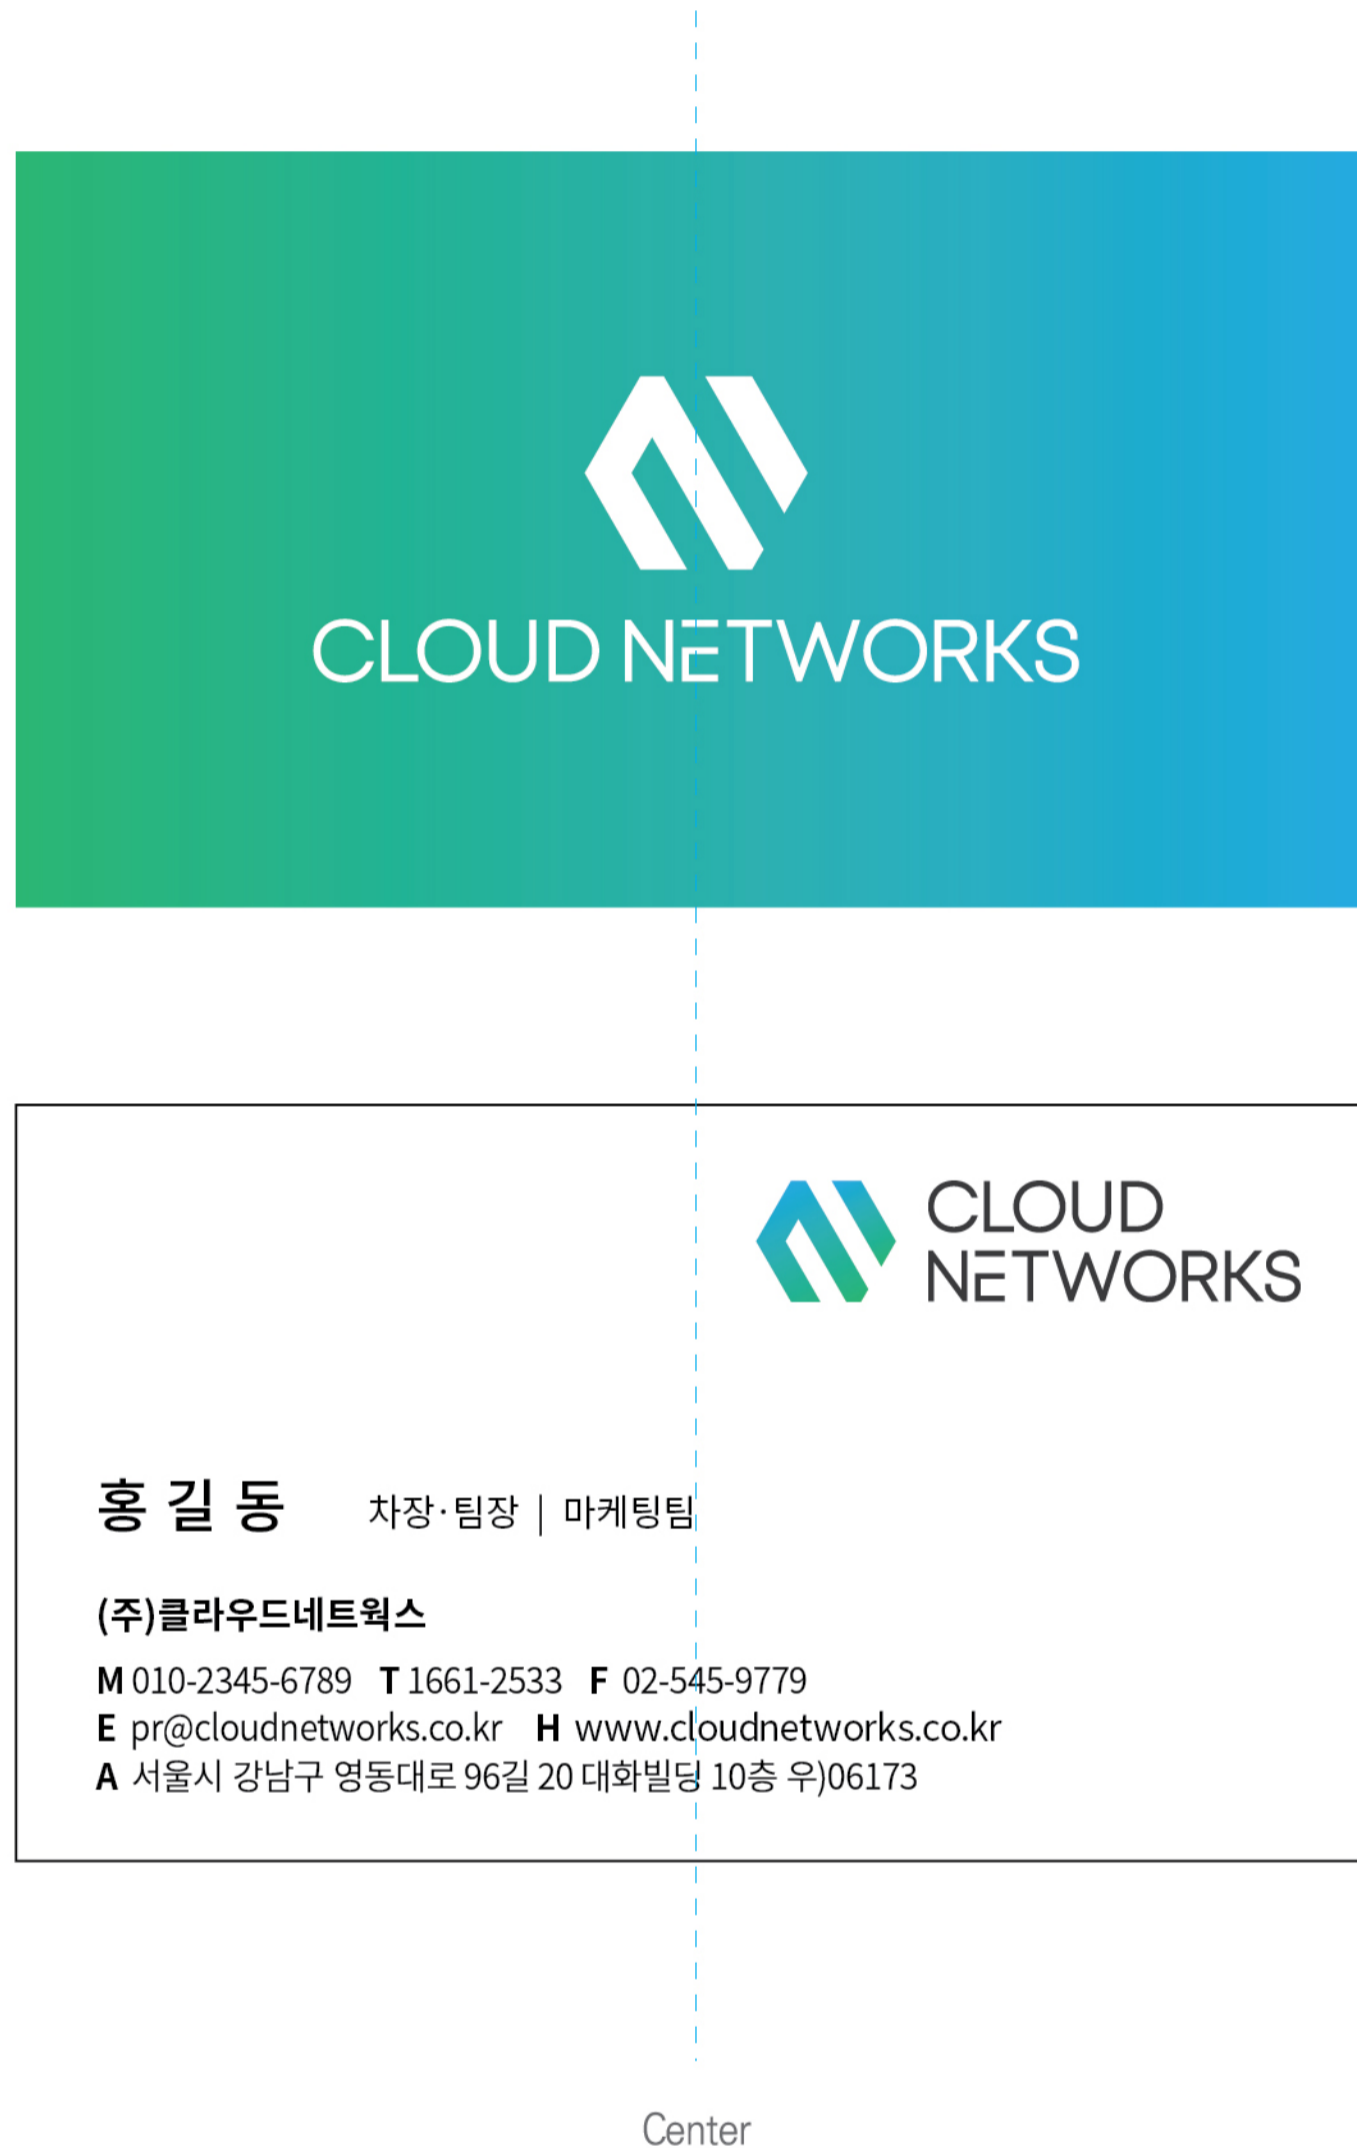 CLOUD NETWORKS
CLOUD
NETWORKS
홍길동 차장·팀장 | 마케팅팀
(주)클라우드네트웍스
M 010-2345-6789 T 1661-2533 F 02-545-9779
E pr@cloudnetworks.co.kr H www.cloudnetworks.co.kr
A 서울시 강남구 영동대로 96길 20 대화빌딩 10층 우)06173
Center